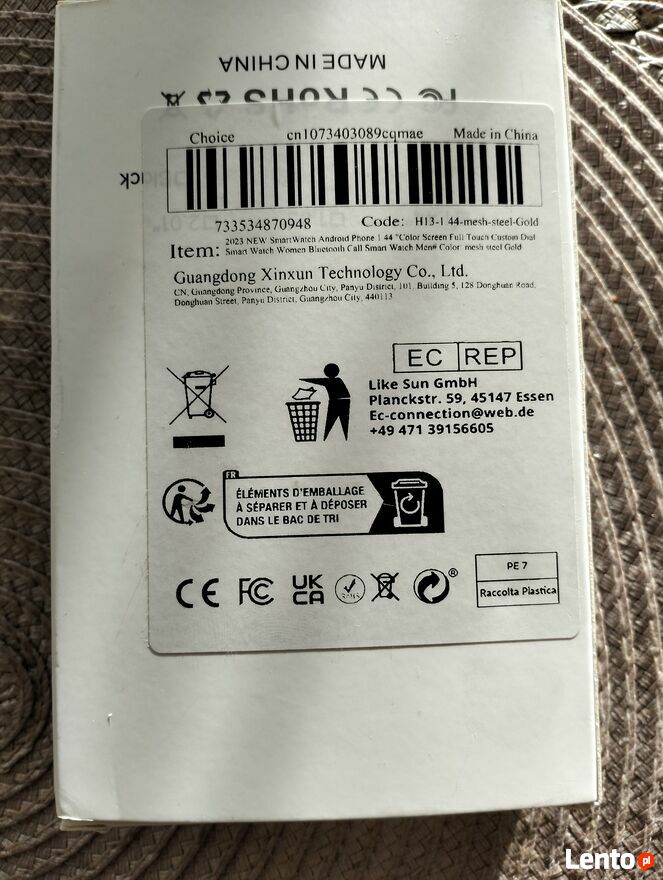 MADE IN CHINA
FC CE RoHS
Choice cn1073403089cqmae Made in China
733534870948 Code: H13-1 44-mesh-steel-Gold
Item: 2023 NEW SmartWatch Android Phone 1 44 "Color Screen Full Touch Custom Dial
Smart Watch Women Bluetooth Call Smart Watch Men# Color mesh steel Gold
Guangdong Xinxun Technology Co., Ltd.
CN, Guangdong Province, Guangzhou City, Panyu District, 101, Building 5, 128 Donghuan Road,
Donghuan Street, Panyu District, Guangzhou City, 440113
EC REP
Like Sun GmbH
Planckstr. 59, 45147 Essen
Ec-connection@web.de
+49 471 39156605
FR
ÉLÉMENTS D'EMBALLAGE
À SÉPARER ET À DÉPOSER
DANS LE BAC DE TRI
CE FC UK CA RoHS ®
PE 7
Raccolta Plastica
Lento.pl